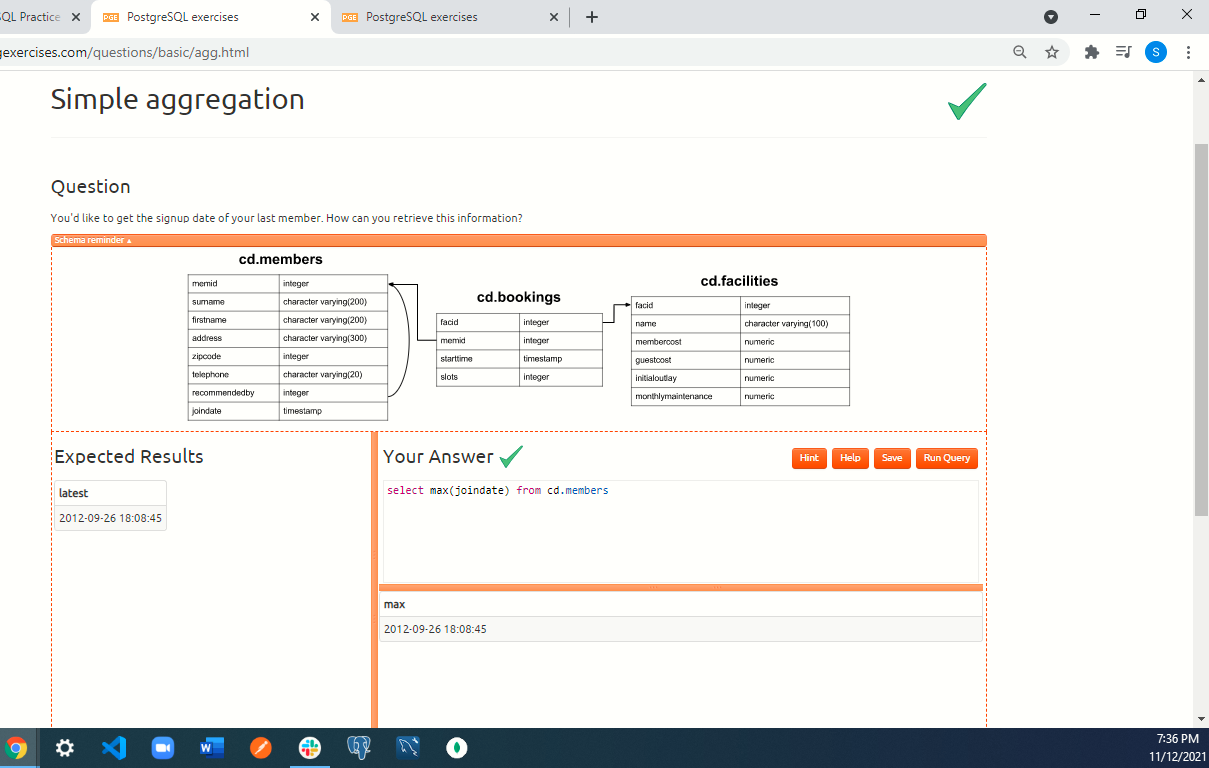 QL Practice
PGE PostgreSQL exercises
PGE PostgreSQL exercises
gexercises.com/questions/basic/agg.html
S
Simple aggregation
Question
You'd like to get the signup date of your last member. How can you retrieve this information?
Schema reminder ▴
cd.members
memid integer
surname character varying(200)
firstname character varying(200)
address character varying(300)
zipcode integer
telephone character varying(20)
recommendedby integer
joindate timestamp
cd.bookings
facid integer
memid integer
starttime timestamp
slots integer
cd.facilities
facid integer
name character varying(100)
membercost numeric
guestcost numeric
initialoutlay numeric
monthlymaintenance numeric
Expected Results
latest
2012-09-26 18:08:45
Your Answer
Hint Help Save Run Query
select max(joindate) from cd.members
max
2012-09-26 18:08:45
7:36 PM
11/12/2021